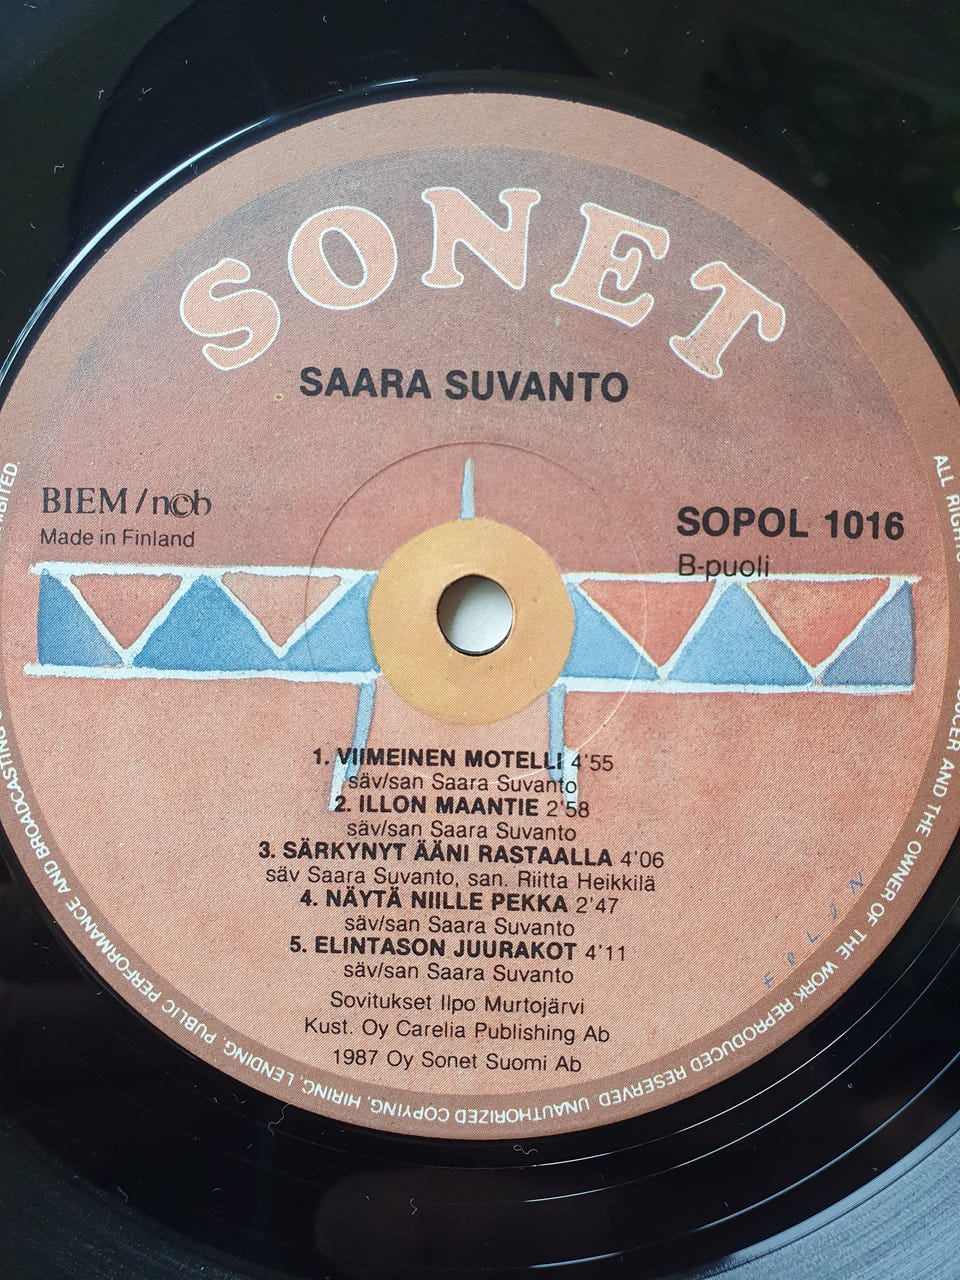 SONET
SAARA SUVANTO
BIEM / ncb
Made in Finland
SOPOL 1016
B-puoli
1. VIIMEINEN MOTELLI 4'55
säv/san Saara Suvanto
2. ILLON MAANTIE 2'58
säv/san Saara Suvanto
3. SÄRKYNYT ÄÄNI RASTAALLA 4'06
säv Saara Suvanto, san. Riitta Heikkilä
4. NÄYTÄ NIILLE PEKKA 2'47
säv/san Saara Suvanto
5. ELINTASON JUURAKOT 4'11
säv/san Saara Suvanto
Sovitukset Ilpo Murtojärvi
Kust. Oy Carelia Publishing Ab
1987 Oy Sonet Suomi Ab
ALL RIGHTS AND THE OWNER OF THE WORK REPRODUCED RESERVED. UNAUTHORIZED COPYING, HIRING, LENDING, PUBLIC PERFORMANCE AND BROADCASTING